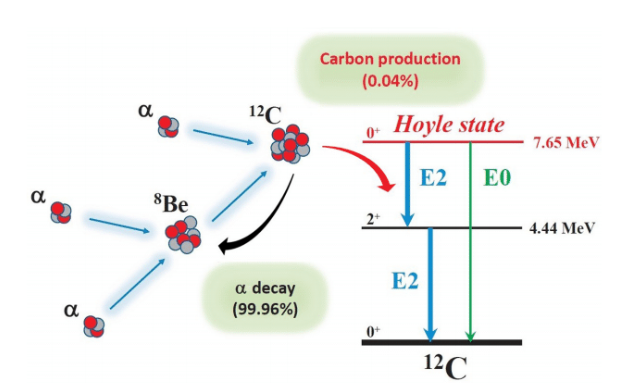 Carbon production
(0.04%)
α
¹²C
0⁺ Hoyle state
7.65 MeV
E2
E0
α
⁸Be
2⁺
4.44 MeV
α decay
(99.96%)
E2
α
0⁺
¹²C